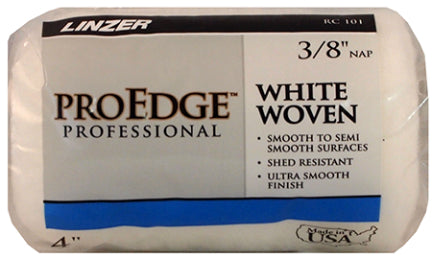 LINZER
RC 101
3/8" NAP
PROEDGE™
PROFESSIONAL
WHITE
WOVEN
• SMOOTH TO SEMI
SMOOTH SURFACES
• SHED RESISTANT
• ULTRA SMOOTH
FINISH
4"
Made in
USA